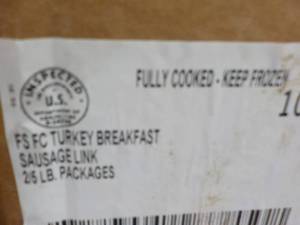 INSPECTED
U.S.
FULLY COOKED - KEEP FROZEN
10
FS FC TURKEY BREAKFAST
SAUSAGE LINK
2/5 LB. PACKAGES